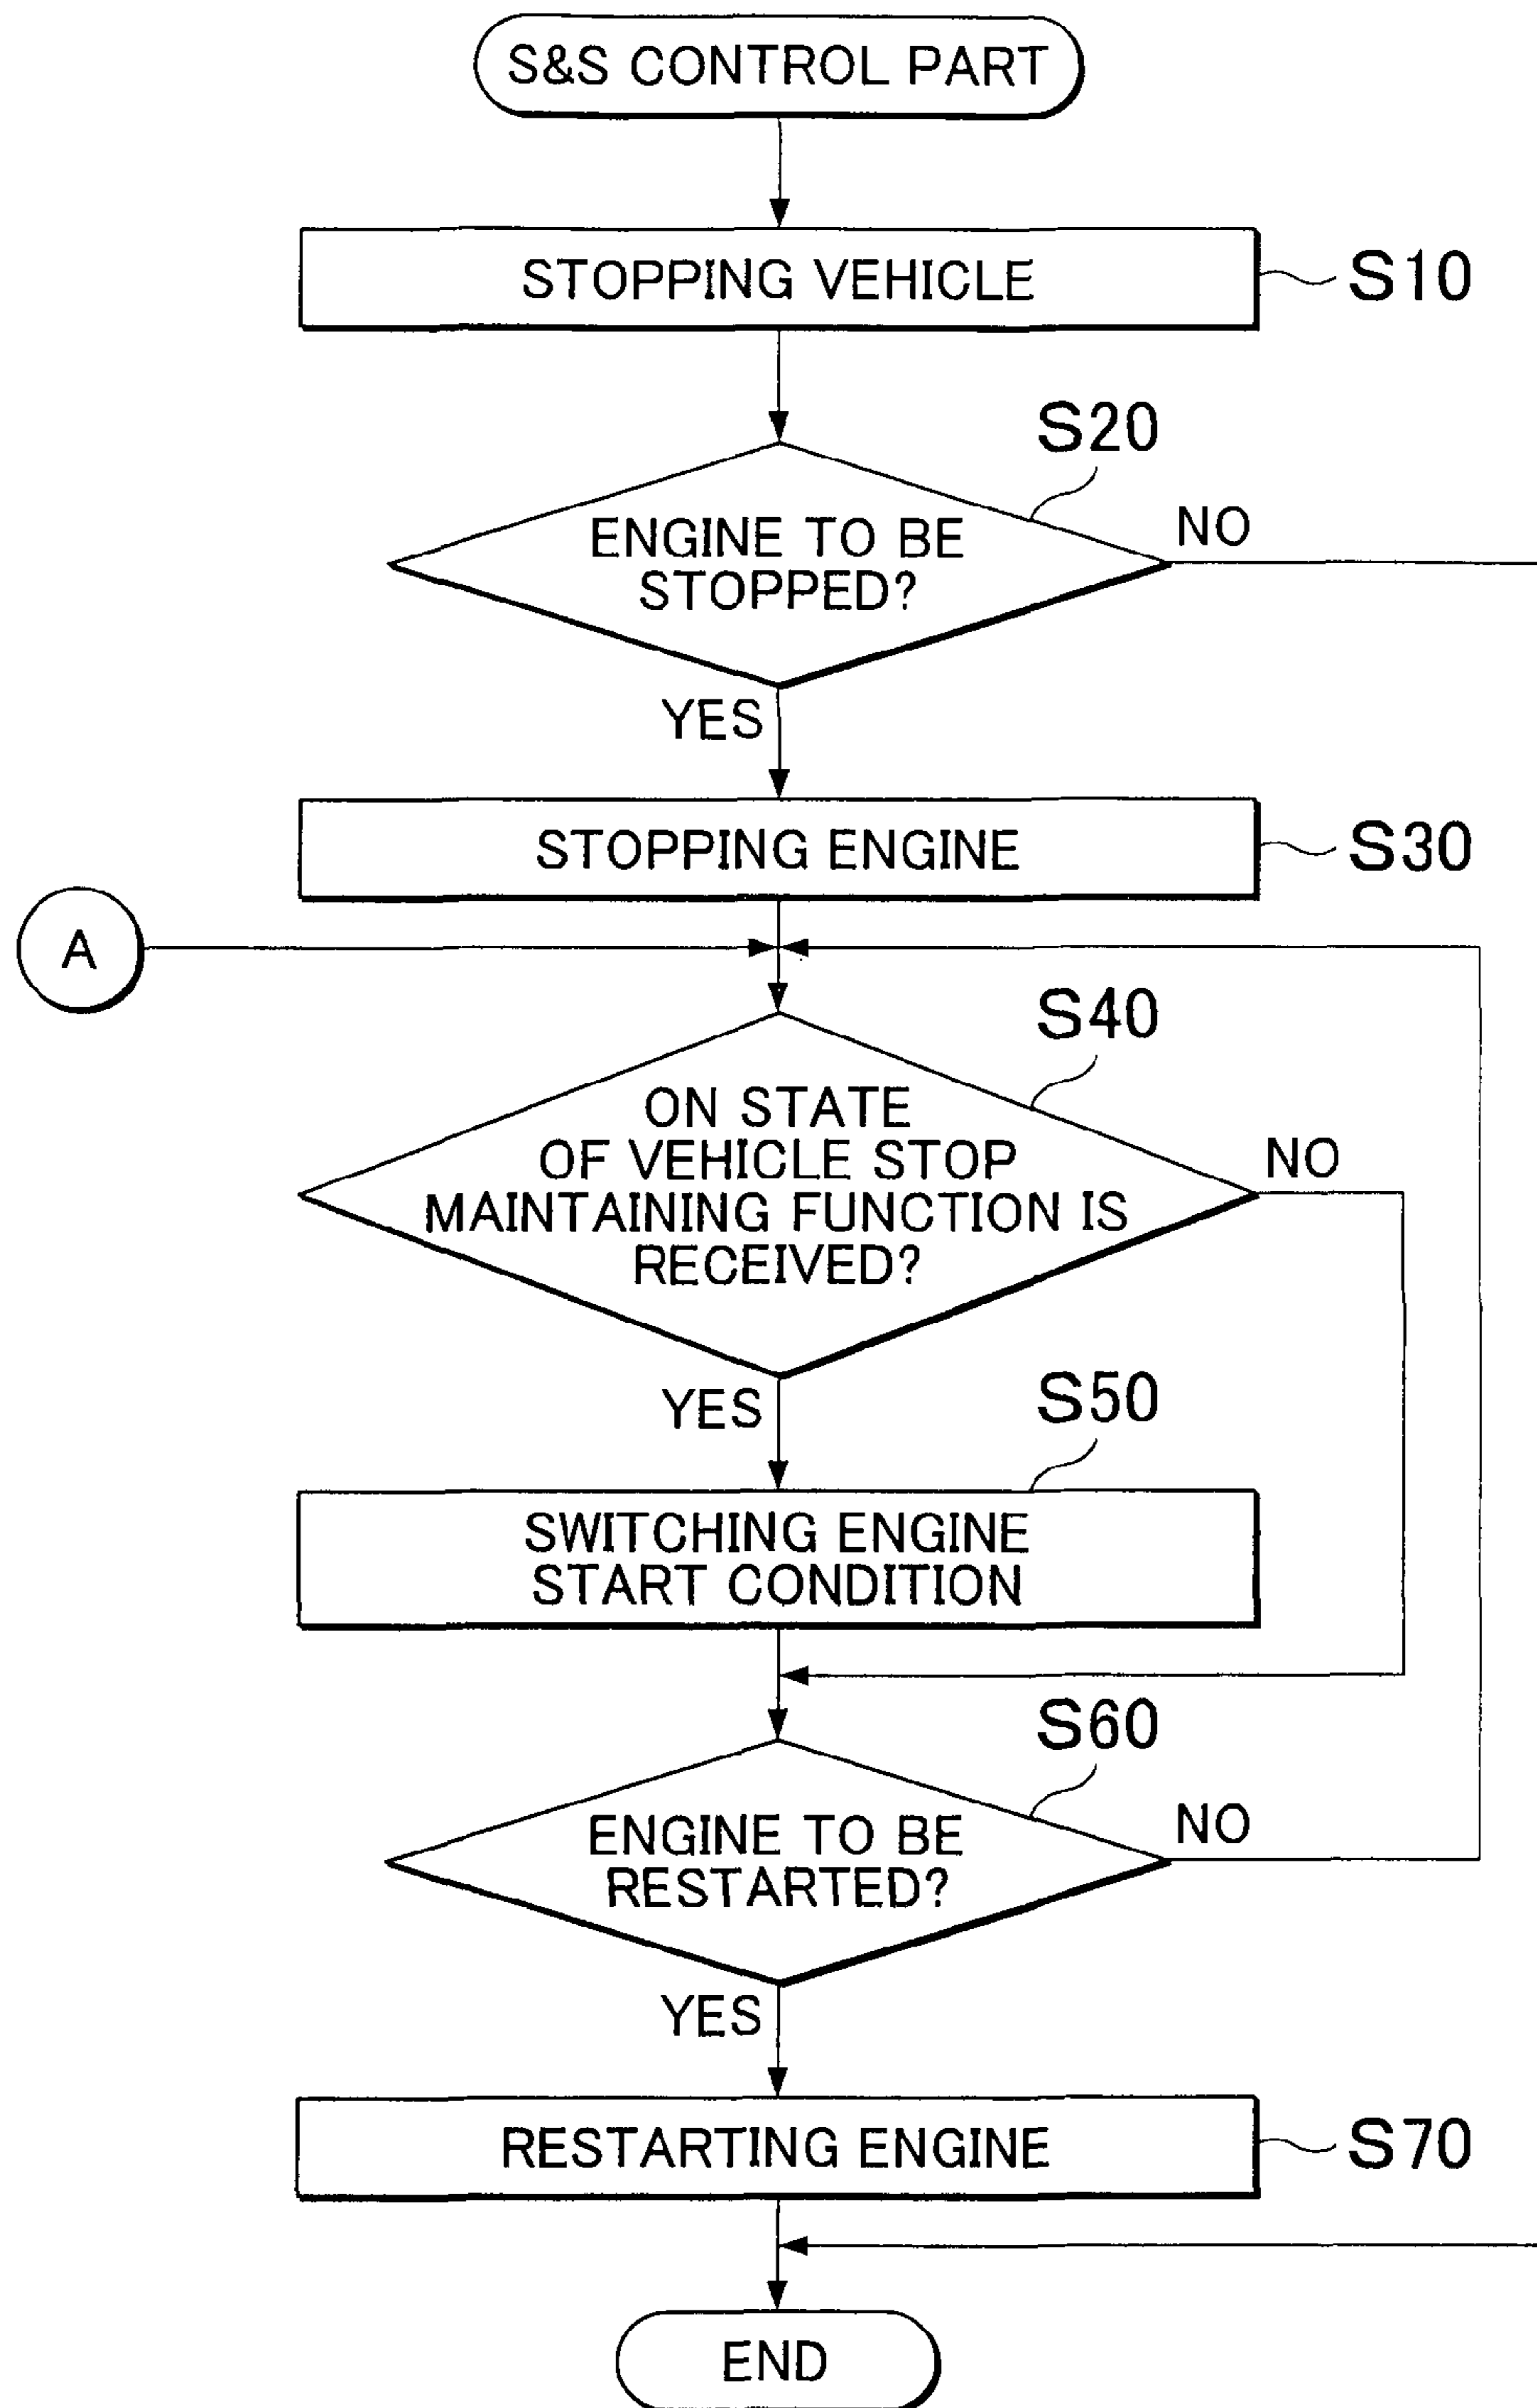 S&S CONTROL PART
STOPPING VEHICLE
S10
S20
ENGINE TO BE
STOPPED?
NO
YES
STOPPING ENGINE
S30
A
S40
ON STATE
OF VEHICLE STOP
MAINTAINING FUNCTION IS
RECEIVED?
NO
YES
S50
SWITCHING ENGINE
START CONDITION
S60
ENGINE TO BE
RESTARTED?
NO
YES
RESTARTING ENGINE
S70
END